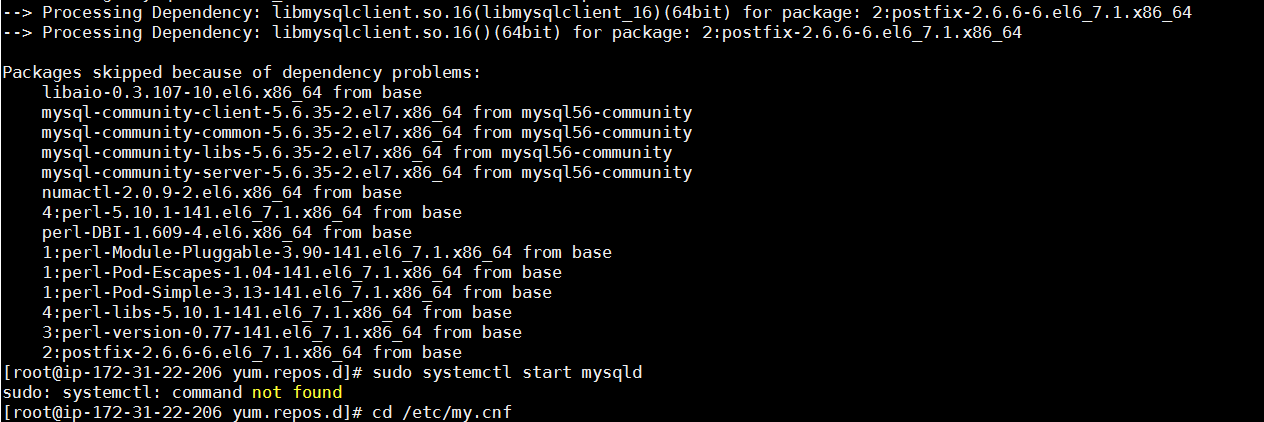 --> Processing Dependency: libmysqlclient.so.16(libmysqlclient_16)(64bit) for package: 2:postfix-2.6.6-6.el6_7.1.x86_64
--> Processing Dependency: libmysqlclient.so.16()(64bit) for package: 2:postfix-2.6.6-6.el6_7.1.x86_64
Packages skipped because of dependency problems:
libaio-0.3.107-10.el6.x86_64 from base
mysql-community-client-5.6.35-2.el7.x86_64 from mysql56-community
mysql-community-common-5.6.35-2.el7.x86_64 from mysql56-community
mysql-community-libs-5.6.35-2.el7.x86_64 from mysql56-community
mysql-community-server-5.6.35-2.el7.x86_64 from mysql56-community
numactl-2.0.9-2.el6.x86_64 from base
4:perl-5.10.1-141.el6_7.1.x86_64 from base
perl-DBI-1.609-4.el6.x86_64 from base
1:perl-Module-Pluggable-3.90-141.el6_7.1.x86_64 from base
1:perl-Pod-Escapes-1.04-141.el6_7.1.x86_64 from base
1:perl-Pod-Simple-3.13-141.el6_7.1.x86_64 from base
4:perl-libs-5.10.1-141.el6_7.1.x86_64 from base
3:perl-version-0.77-141.el6_7.1.x86_64 from base
2:postfix-2.6.6-6.el6_7.1.x86_64 from base
[root@ip-172-31-22-206 yum.repos.d]# sudo systemctl start mysqld
sudo: systemctl: command not found
[root@ip-172-31-22-206 yum.repos.d]# cd /etc/my.cnf